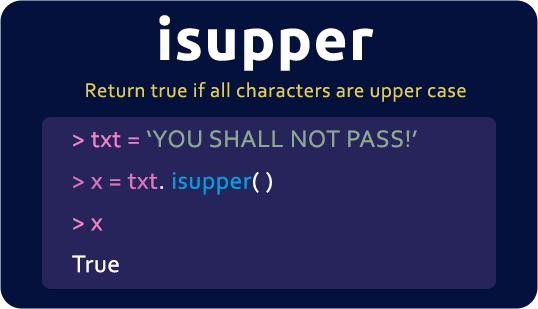 isupper
Return true if all characters are upper case
> txt = ‘YOU SHALL NOT PASS!’
> x = txt. isupper( )
> x
True